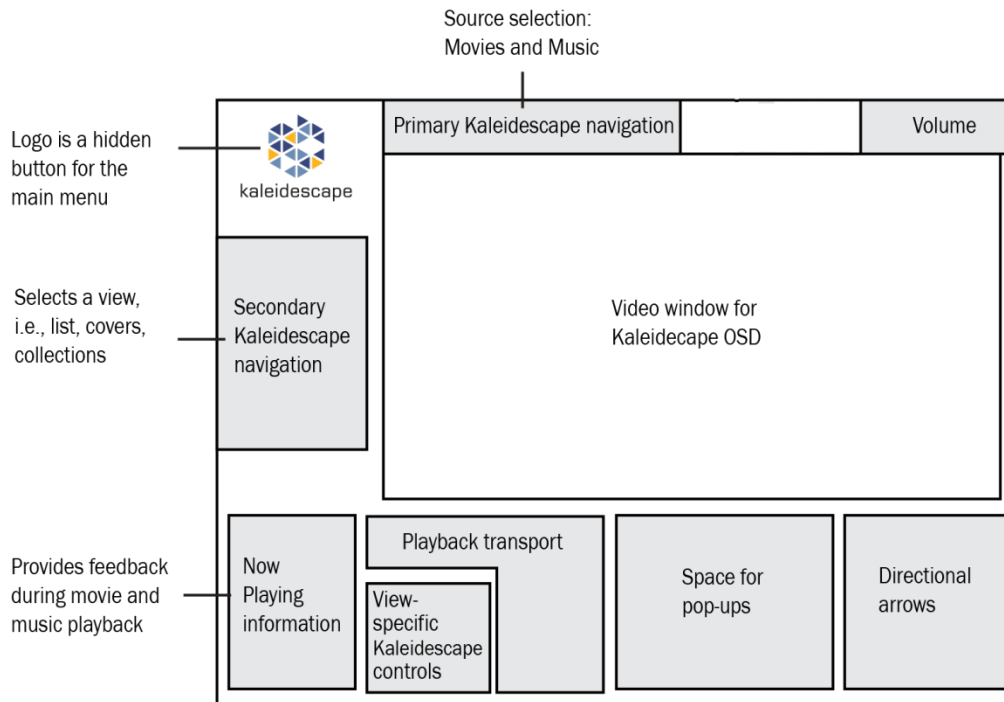 Source selection:
Movies and Music
Logo is a hidden
button for the
main menu
kaleidescape
Primary Kaleidescape navigation
Volume
Selects a view,
i.e., list, covers,
collections
Secondary
Kaleidescape
navigation
Video window for
Kaleidecape OSD
Provides feedback
during movie and
music playback
Now
Playing
information
Playback transport
View-
specific
Kaleidescape
controls
Space for
pop-ups
Directional
arrows